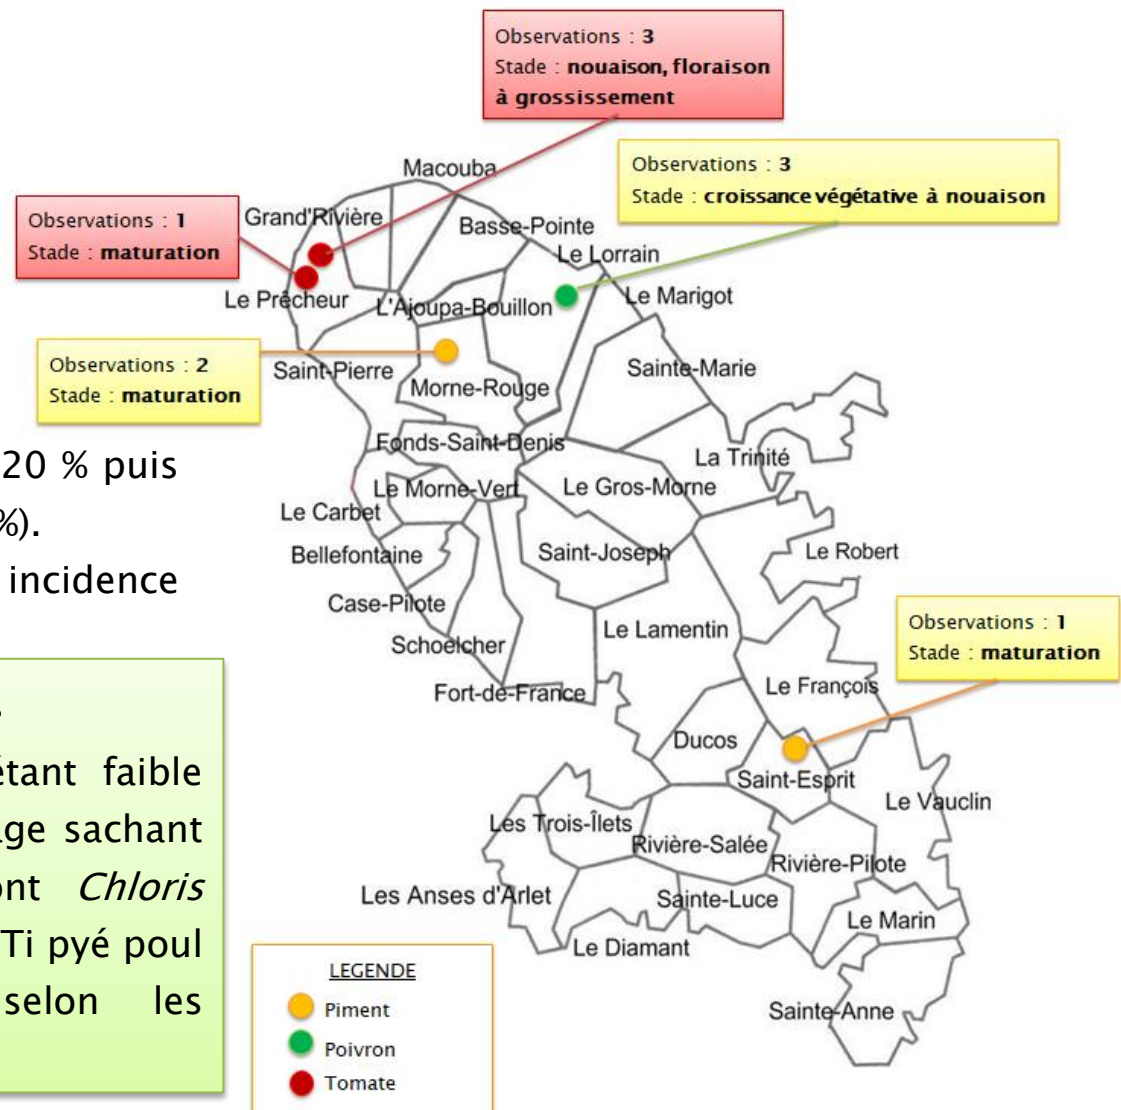 Observations : 3
Stade : nouaison, floraison
à grossissement
Observations : 3
Stade : croissance végétative à nouaison
Observations : 1
Stade : maturation
Observations : 2
Stade : maturation
Macouba
Grand'Rivière
Basse-Pointe
Le Lorrain
Le Prêcheur
L'Ajoupa-Bouillon
Le Marigot
Saint-Pierre
Morne-Rouge
Sainte-Marie
Fonds-Saint-Denis
La Trinité
Le Morne-Vert
Le Gros-Morne
Le Carbet
Bellefontaine
Saint-Joseph
Le Robert
Case-Pilote
Schoelcher
Le Lamentin
Fort-de-France
Observations : 1
Stade : maturation
Le François
Ducos
Saint-Esprit
Le Vauclin
Les Trois-Îlets
Rivière-Salée
Rivière-Pilote
Les Anses d'Arlet
Sainte-Luce
Le Marin
Le Diamant
Sainte-Anne
20 % puis
%).
incidence
étant faible
age sachant
ont Chloris
Ti pyé poul
selon les
LEGENDE
Piment
Poivron
Tomate